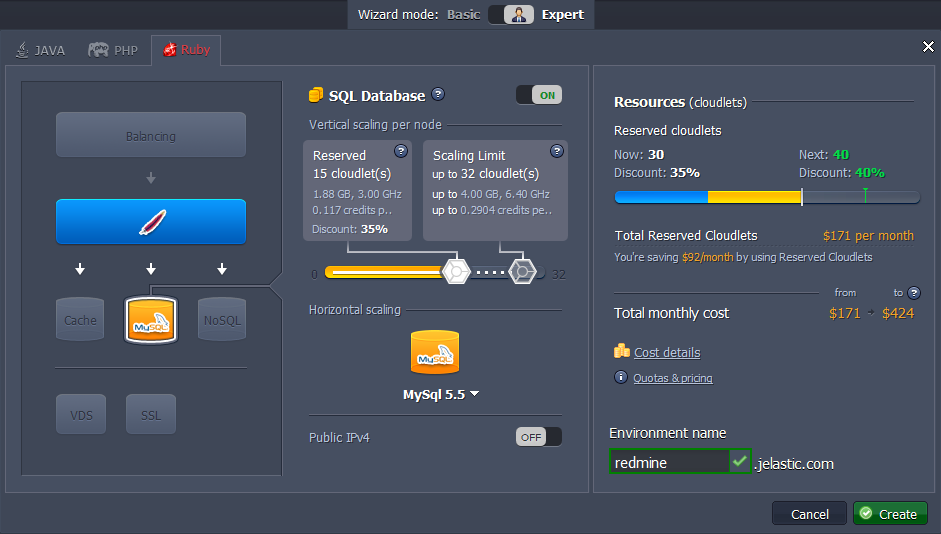 Wizard mode: Basic Expert
JAVA PHP Ruby
Balancing
Cache MySQL NoSQL
VDS SSL
SQL Database ? ON
Vertical scaling per node
Reserved ?
15 cloudlet(s)
1.88 GB, 3.00 GHz
0.117 credits p..
Discount: 35%
Scaling Limit ?
up to 32 cloudlet(s)
up to 4.00 GB, 6.40 GHz
up to 0.2904 credits pe..
0 32
Horizontal scaling
MySQL
MySql 5.5
Public IPv4 OFF
Resources (cloudlets)
Reserved cloudlets
Now: 30 Next: 40
Discount: 35% Discount: 40%
Total Reserved Cloudlets $171 per month
You're saving $92/month by using Reserved Cloudlets
from to ?
Total monthly cost $171 $424
Cost details
Quotas & pricing
Environment name
redmine .jelastic.com
Cancel Create